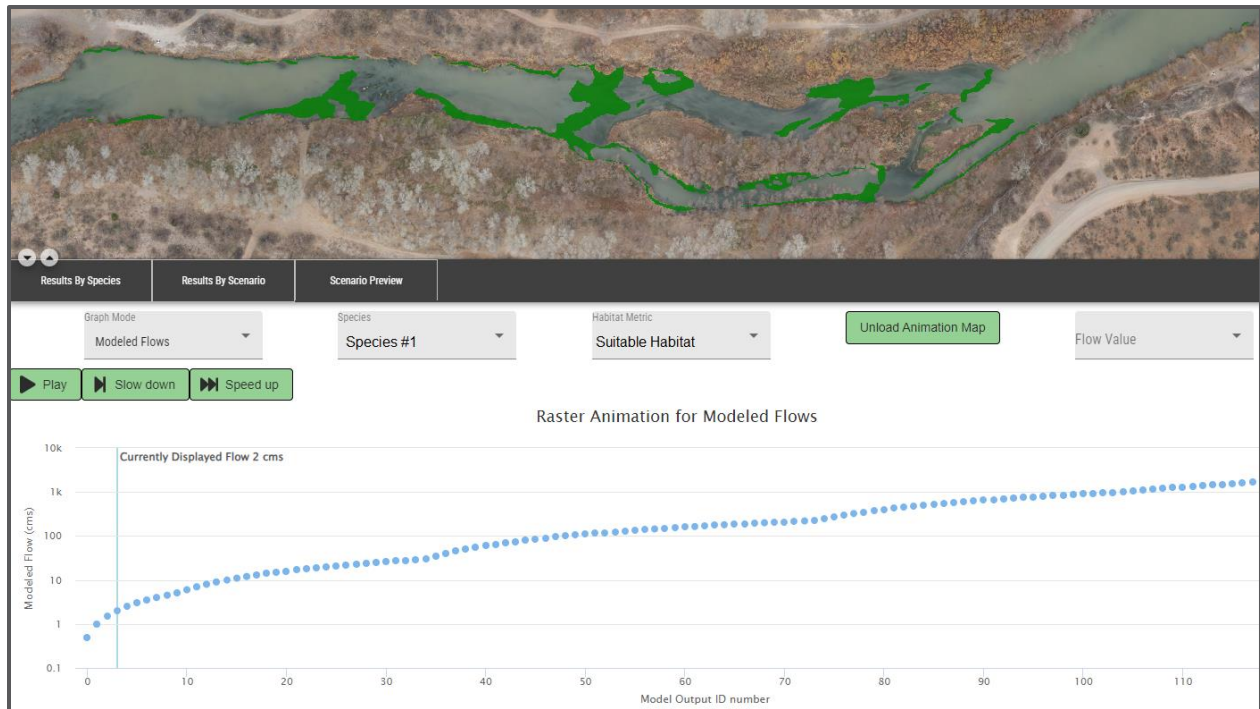 Results By Species
Results By Scenario
Scenario Preview
Graph Mode
Modeled Flows
Species
Species #1
Habitat Metric
Suitable Habitat
Unload Animation Map
Flow Value
Play
Slow down
Speed up
Raster Animation for Modeled Flows
Currently Displayed Flow 2 cms
Modeled Flow (cms)
10k
1k
100
10
1
0.1
0
10
20
30
40
50
60
70
80
90
100
110
Model Output ID number